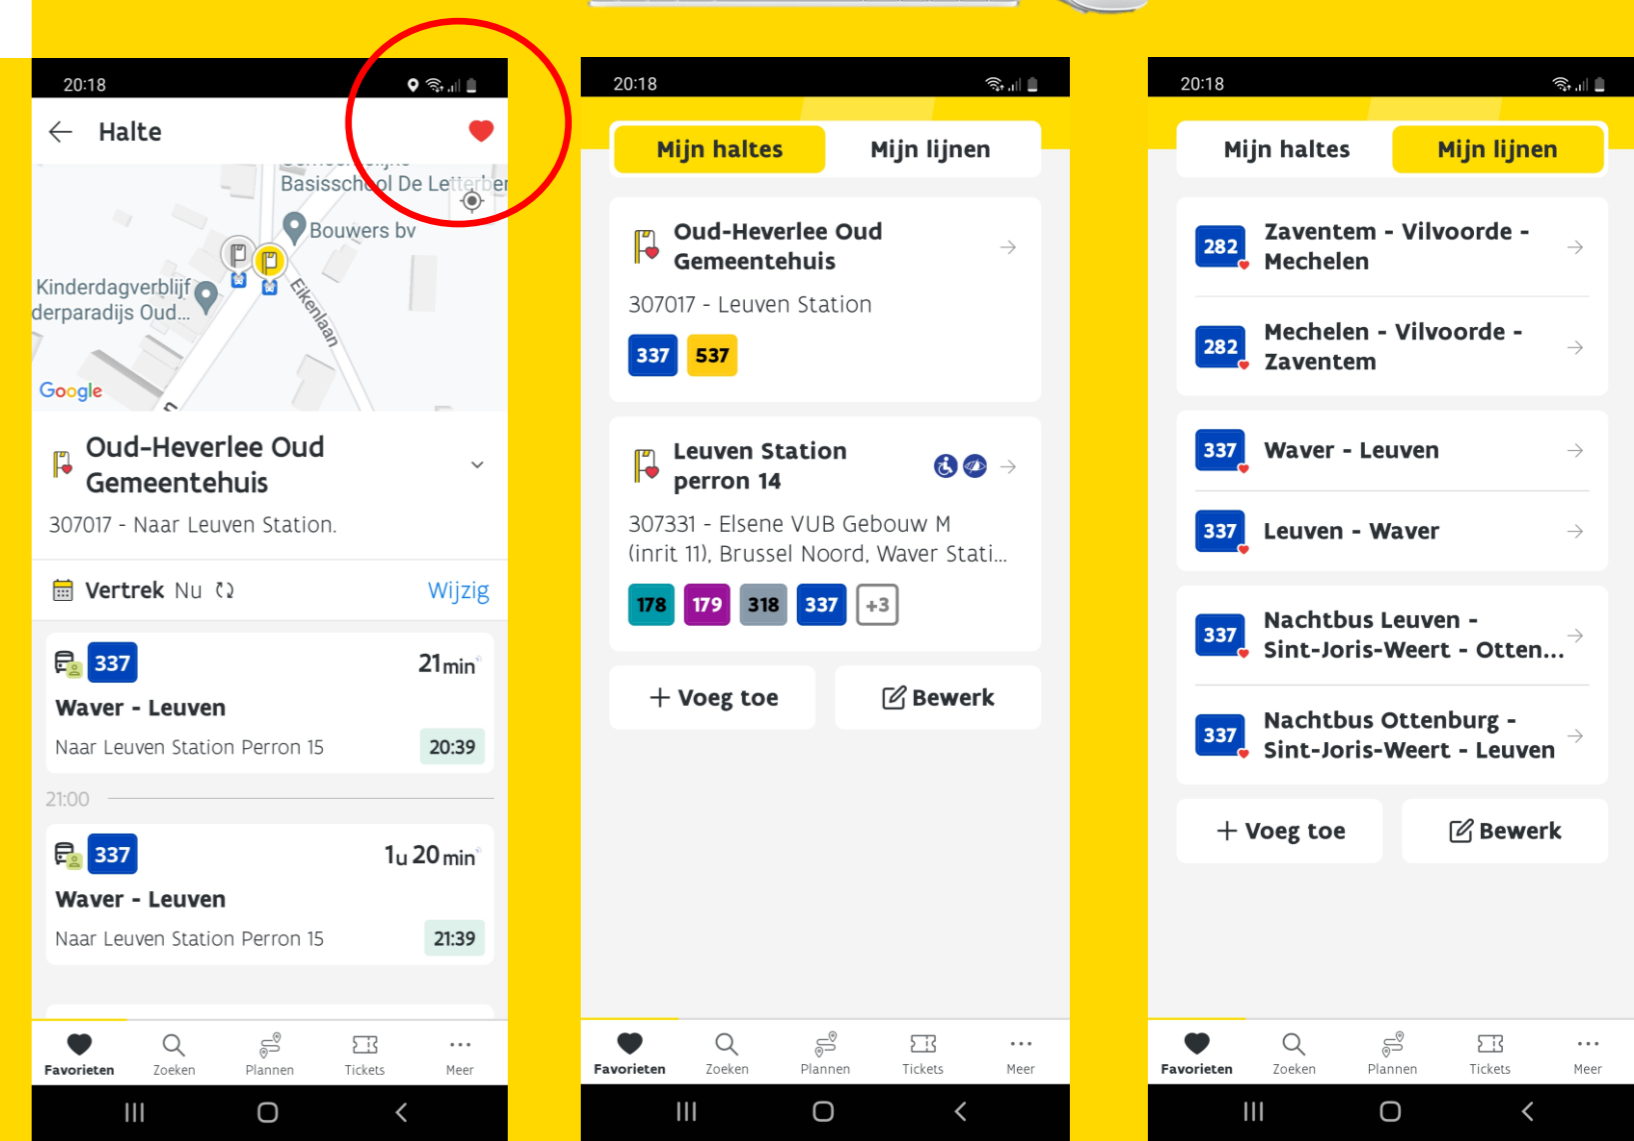 20:18
Halte
Basisschool De Letterber
Bouwers bv
Kinderdagverblijf
derparadijs Oud...
Eikenlaan
Google
Oud-Heverlee Oud
Gemeentehuis
307017 - Naar Leuven Station.
Vertrek Nu
Wijzig
337
21 min
Waver - Leuven
Naar Leuven Station Perron 15
20:39
21:00
337
1u 20 min
Waver - Leuven
Naar Leuven Station Perron 15
21:39
Favorieten
Zoeken
Plannen
Tickets
Meer
20:18
Mijn haltes
Mijn lijnen
Oud-Heverlee Oud
Gemeentehuis
307017 - Leuven Station
337 537
Leuven Station
perron 14
307331 - Elsene VUB Gebouw M
(inrit 11), Brussel Noord, Waver Stati...
178 179 318 337 +3
+ Voeg toe
Bewerk
Favorieten
Zoeken
Plannen
Tickets
Meer
20:18
Mijn haltes
Mijn lijnen
282
Zaventem - Vilvoorde -
Mechelen
282
Mechelen - Vilvoorde -
Zaventem
337
Waver - Leuven
337
Leuven - Waver
337
Nachtbus Leuven -
Sint-Joris-Weert - Otten...
337
Nachtbus Ottenburg -
Sint-Joris-Weert - Leuven
+ Voeg toe
Bewerk
Favorieten
Zoeken
Plannen
Tickets
Meer